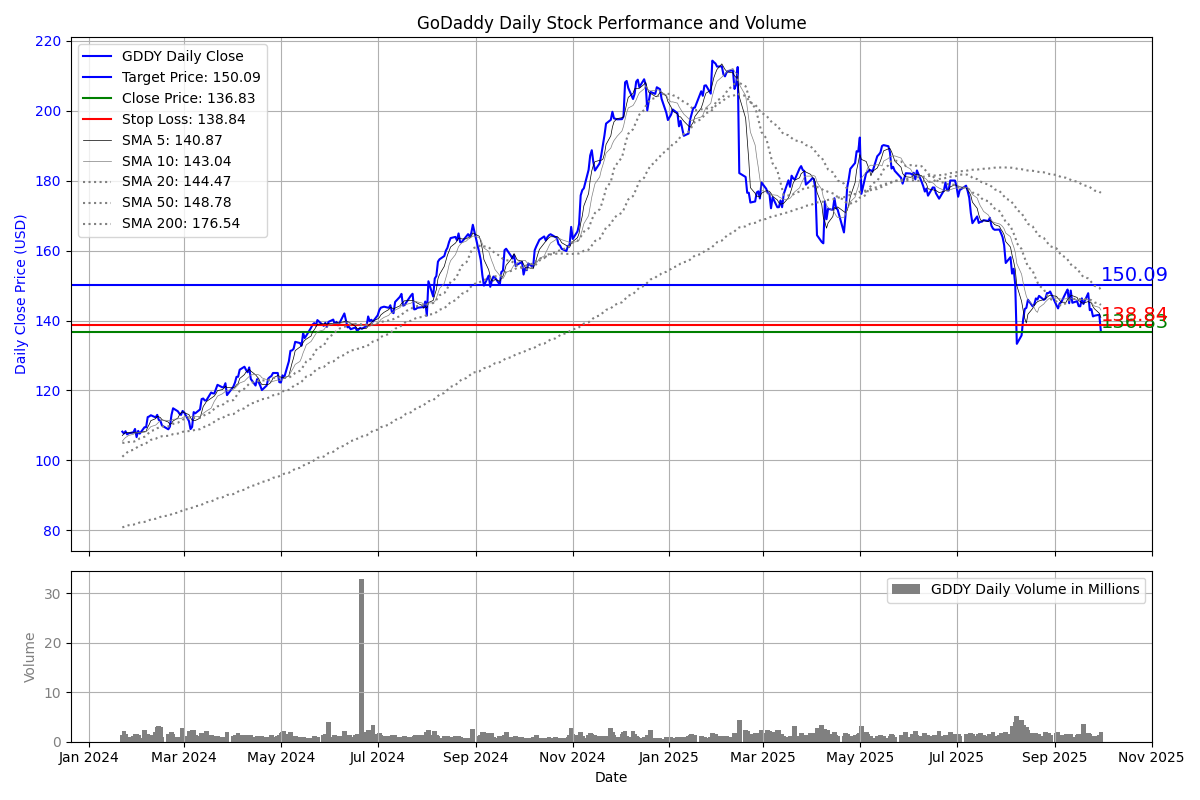 GoDaddy Daily Stock Performance and Volume
GDDY Daily Close
Target Price: 150.09
Close Price: 136.83
Stop Loss: 138.84
SMA 5: 140.87
SMA 10: 143.04
SMA 20: 144.47
SMA 50: 148.78
SMA 200: 176.54
Daily Close Price (USD)
220
200
180
160
140
120
100
80
150.09
138.84
136.83
GDDY Daily Volume in Millions
Volume
30
20
10
0
Jan 2024
Mar 2024
May 2024
Jul 2024
Sep 2024
Nov 2024
Jan 2025
Mar 2025
May 2025
Jul 2025
Sep 2025
Nov 2025
Date